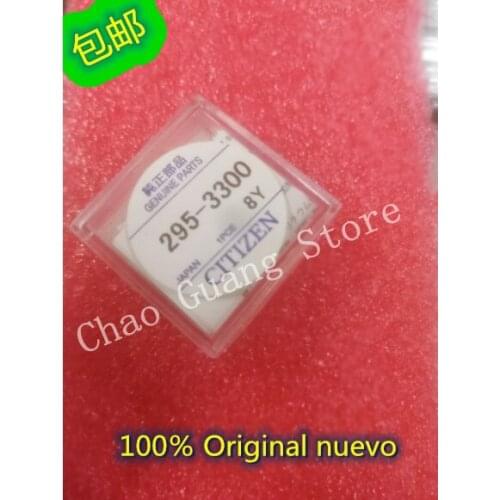 包邮
純正部品
GENUINE PARTS
295-3300
1PCE 8Y
JAPAN CITIZEN
Chao Guang Store
100% Original nuevo